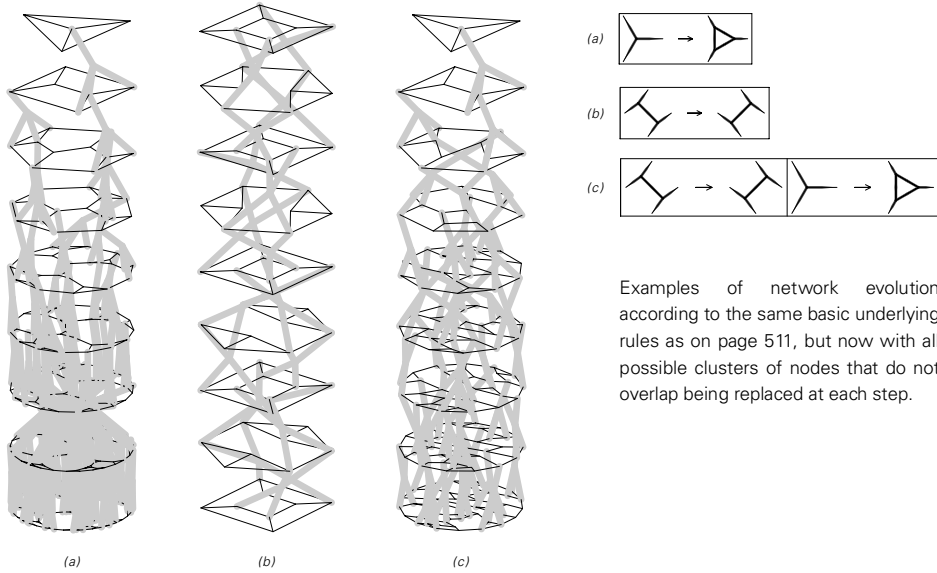 (a)
(b)
(c)
Examples of network evolution
according to the same basic underlying
rules as on page 511, but now with all
possible clusters of nodes that do not
overlap being replaced at each step.
(a)
(b)
(c)